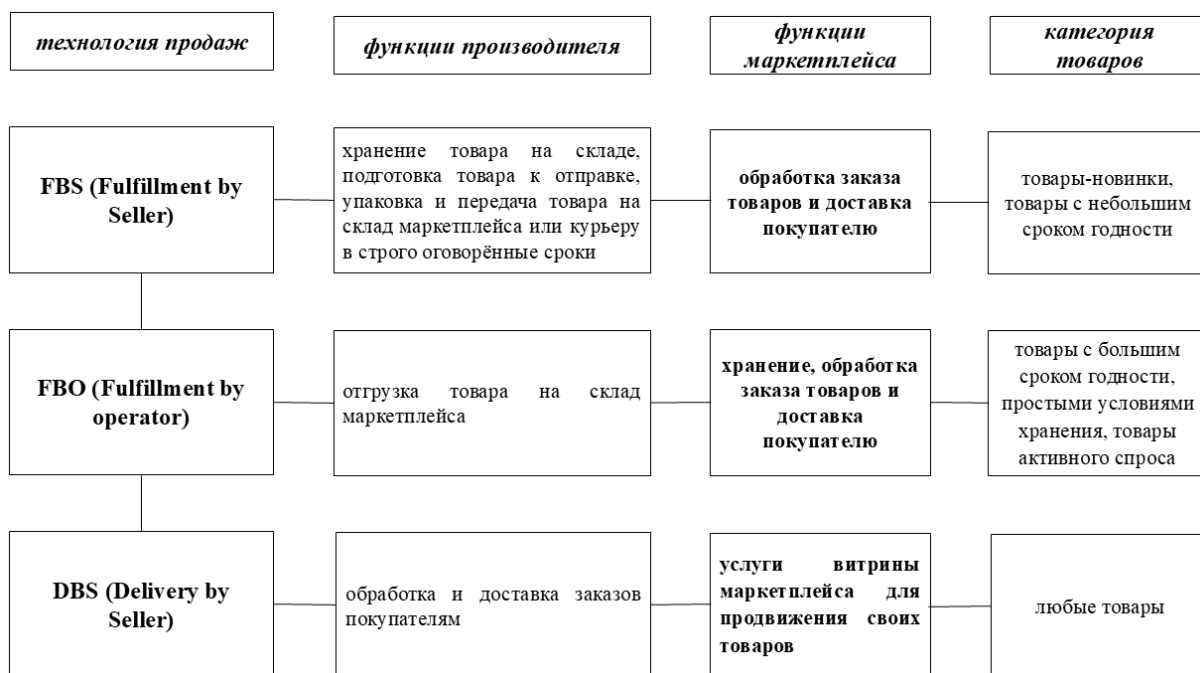 технология продаж
функции производителя
функции
маркетплейса
категория
товаров
FBS (Fulfillment by
Seller)
хранение товара на складе,
подготовка товара к отправке,
упаковка и передача товара на
склад маркетплейса или курьеру
в строго оговорённые сроки
обработка заказа
товаров и доставка
покупателю
товары-новинки,
товары с небольшим
сроком годности
FBO (Fulfillment by
operator)
отгрузка товара на склад
маркетплейса
хранение, обработка
заказа товаров и
доставка
покупателю
товары с большим
сроком годности,
простыми условиями
хранения, товары
активного спроса
DBS (Delivery by
Seller)
обработка и доставка заказов
покупателям
услуги витрины
маркетплейса для
продвижения своих
товаров
любые товары